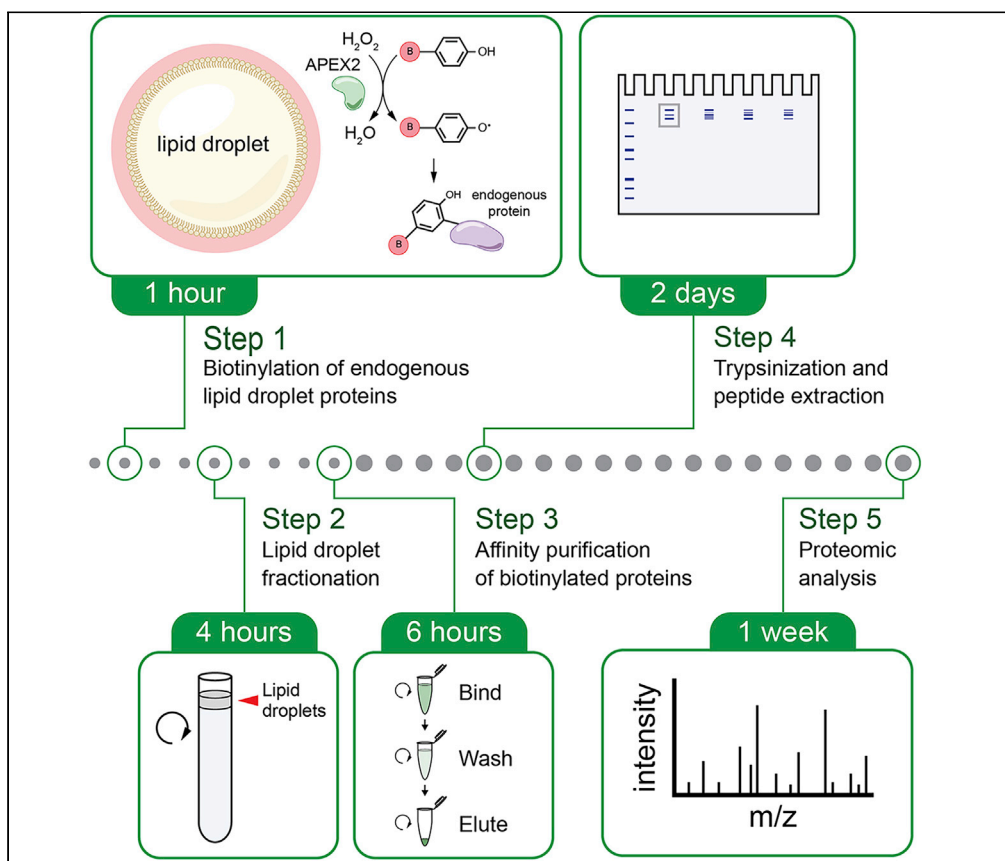 lipid droplet
H₂O₂
APEX2
H₂O
B
OH
B
O•
OH
B
endogenous
protein
1 hour
2 days
Step 1
Biotinylation of endogenous
lipid droplet proteins
Step 4
Trypsinization and
peptide extraction
Step 2
Lipid droplet
fractionation
Step 3
Affinity purification
of biotinylated proteins
Step 5
Proteomic
analysis
4 hours
6 hours
1 week
Lipid
droplets
Bind
Wash
Elute
intensity
m/z